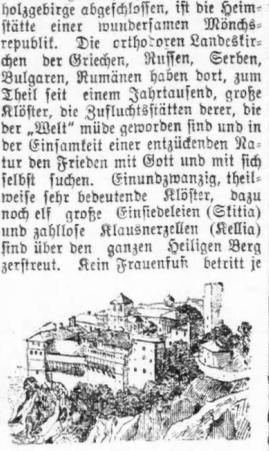 holzgebirge abgeschlossen, ist die Heim-
stätte einer wundersamen Mönchs-
republik. Die orthodoxen Landeskir-
chen der Griechen, Russen, Serben,
Bulgaren, Rumänen haben dort, zum
Theil seit einem Jahrtausend, große
Klöster, die Zufluchtsstätten derer, die
der „Welt“ müde geworden sind und in
der Einsamkeit einer entzückenden Na-
tur den Frieden mit Gott und mit sich
selbst suchen. Einundzwanzig, theil-
weise sehr bedeutende Klöster, dazu
noch elf große Einsiedeleien (Skitia)
und zahllose Klausnerzellen (Kellia)
sind über den ganzen Heiligen Berg
zerstreut. Kein Frauenfuß betritt je